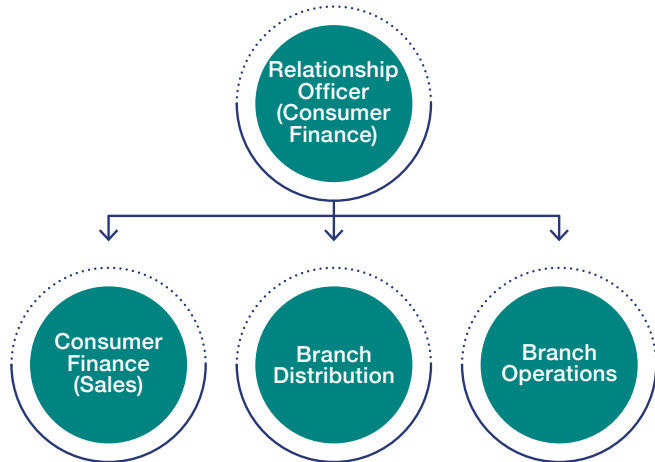 Relationship
Officer
(Consumer
Finance)
Consumer
Finance
(Sales)
Branch
Distribution
Branch
Operations